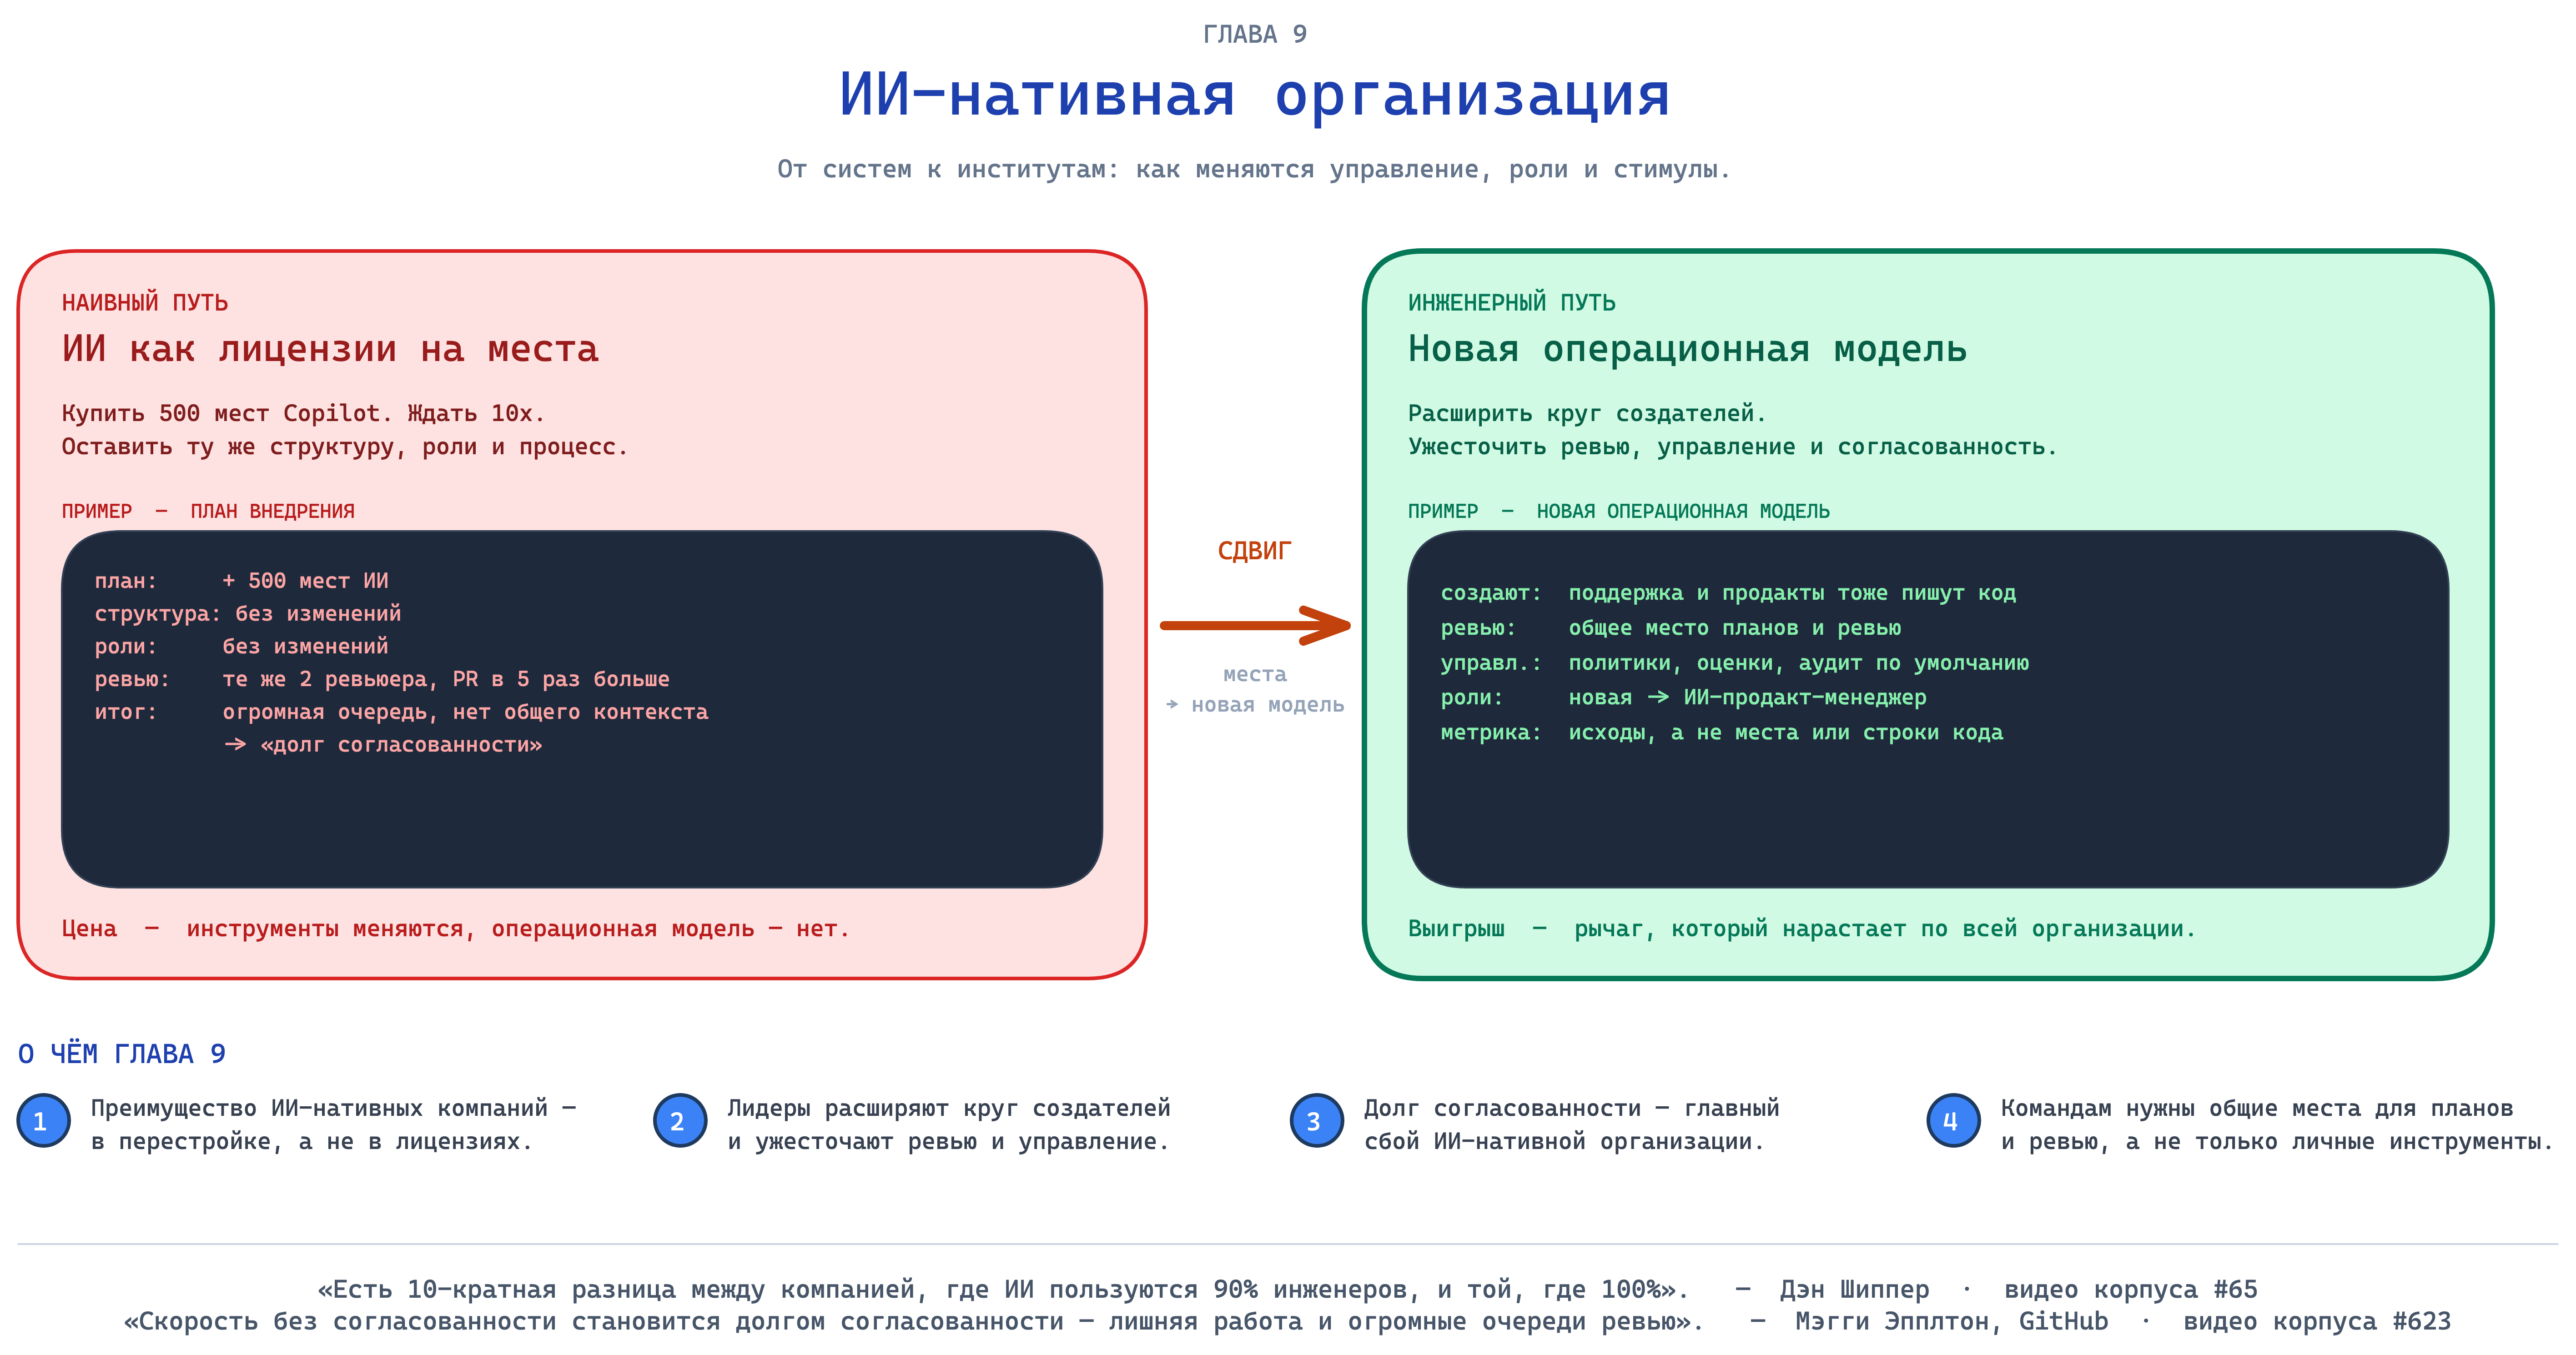 ГЛАВА 9
ИИ-нативная организация
От систем к институтам: как меняются управление, роли и стимулы.
НАИВНЫЙ ПУТЬ
ИИ как лицензии на места
Купить 500 мест Copilot. Ждать 10x.
Оставить ту же структуру, роли и процесс.
ПРИМЕР — ПЛАН ВНЕДРЕНИЯ
план: + 500 мест ИИ
структура: без изменений
роли: без изменений
ревью: те же 2 ревьюера, PR в 5 раз больше
итог: огромная очередь, нет общего контекста
→ «долг согласованности»
Цена — инструменты меняются, операционная модель — нет.
СДВИГ
места
→ новая модель
ИНЖЕНЕРНЫЙ ПУТЬ
Новая операционная модель
Расширить круг создателей.
Ужесточить ревью, управление и согласованность.
ПРИМЕР — НОВАЯ ОПЕРАЦИОННАЯ МОДЕЛЬ
создают: поддержка и продакты тоже пишут код
ревью: общее место планов и ревью
управл.: политики, оценки, аудит по умолчанию
роли: новая → ИИ-продакт-менеджер
метрика: исходы, а не места или строки кода
Выигрыш — рычаг, который нарастает по всей организации.
О ЧЁМ ГЛАВА 9
1 Преимущество ИИ-нативных компаний —
в перестройке, а не в лицензиях.
2 Лидеры расширяют круг создателей
и ужесточают ревью и управление.
3 Долг согласованности — главный
сбой ИИ-нативной организации.
4 Командам нужны общие места для планов
и ревью, а не только личные инструменты.
«Есть 10-кратная разница между компанией, где ИИ пользуются 90% инженеров, и той, где 100%». — Дэн Шиппер · видео корпуса #65
«Скорость без согласованности становится долгом согласованности — лишняя работа и огромные очереди ревью». — Мэгги Эпплтон, GitHub · видео корпуса #623